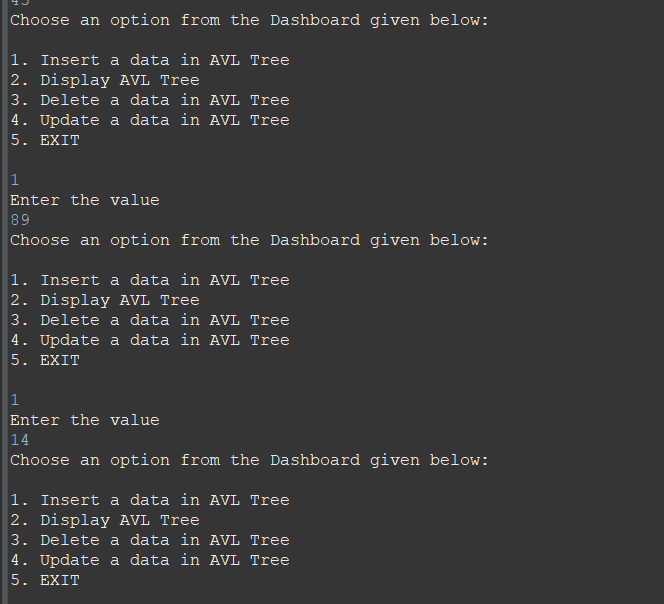 Choose an option from the Dashboard given below:
1. Insert a data in AVL Tree
2. Display AVL Tree
3. Delete a data in AVL Tree
4. Update a data in AVL Tree
5. EXIT
1
Enter the value
89
Choose an option from the Dashboard given below:
1. Insert a data in AVL Tree
2. Display AVL Tree
3. Delete a data in AVL Tree
4. Update a data in AVL Tree
5. EXIT
1
Enter the value
14
Choose an option from the Dashboard given below:
1. Insert a data in AVL Tree
2. Display AVL Tree
3. Delete a data in AVL Tree
4. Update a data in AVL Tree
5. EXIT